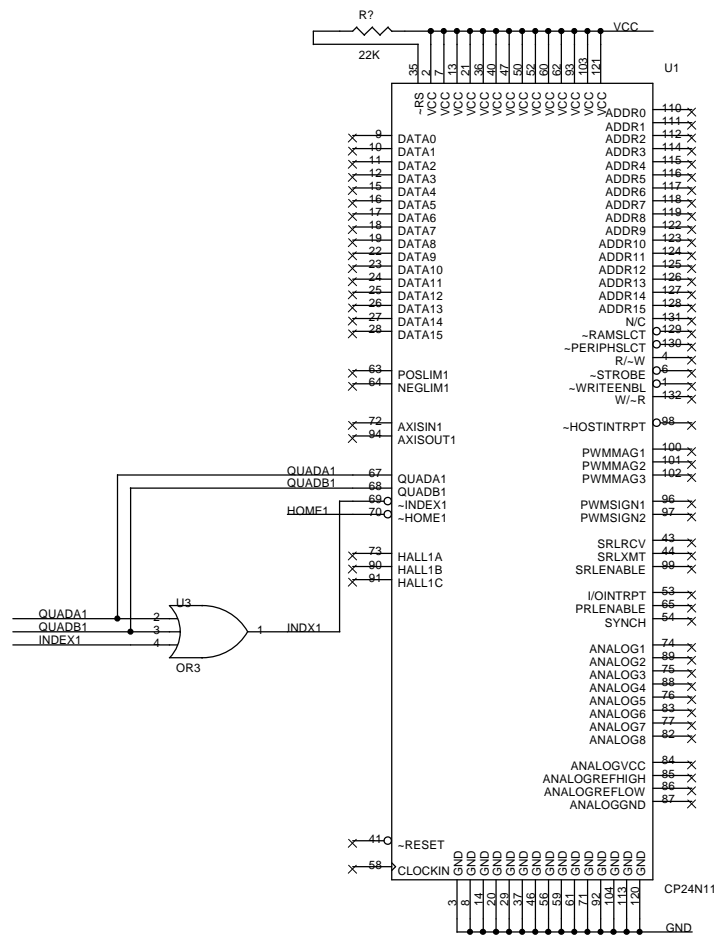 R?
VCC
22K
U1
35 2 7 13 21 36 40 47 50 52 60 62 93 103 121
~RS VCC VCC VCC VCC VCC VCC VCC VCC VCC VCC VCC VCC VCC VCC
ADDR0 110
ADDR1 111
9 DATA0 ADDR2 112
10 DATA1 ADDR3 114
11 DATA2 ADDR4 115
12 DATA3 ADDR5 116
15 DATA4 ADDR6 117
16 DATA5 ADDR7 118
17 DATA6 ADDR8 119
18 DATA7 ADDR9 122
19 DATA8 ADDR10 123
22 DATA9 ADDR11 124
23 DATA10 ADDR12 125
24 DATA11 ADDR13 126
25 DATA12 ADDR14 127
26 DATA13 ADDR15 128
27 DATA14 N/C 131
28 DATA15 ~RAMSLCT 129
~PERIPHSLCT 130
R/~W 4
63 POSLIM1 ~STROBE 6
64 NEGLIM1 ~WRITEENBL 1
W/~R 132
72 AXISIN1 ~HOSTINTRPT 98
94 AXISOUT1
PWMMAG1 100
PWMMAG2 101
QUADA1 67 QUADA1 PWMMAG3 102
QUADB1 68 QUADB1
69 ~INDEX1 PWMSIGN1 96
HOME1 70 ~HOME1 PWMSIGN2 97
SRLRCV 43
73 HALL1A SRLXMT 44
90 HALL1B SRLENABLE 99
91 HALL1C
I/OINTRPT 53
U3 PRLENABLE 65
QUADA1 2 SYNCH 54
QUADB1 3 1 INDX1
INDEX1 4 ANALOG1 74
OR3 ANALOG2 89
ANALOG3 75
ANALOG4 88
ANALOG5 76
ANALOG6 83
ANALOG7 77
ANALOG8 82
ANALOGVCC 84
ANALOGREFHIGH 85
ANALOGREFLOW 86
ANALOGGND 87
41 ~RESET
58 CLOCKIN
GND GND GND GND GND GND GND GND GND GND GND GND GND GND GND
CP24N11
3 8 14 20 29 37 46 56 59 61 71 92 104 113 120
GND